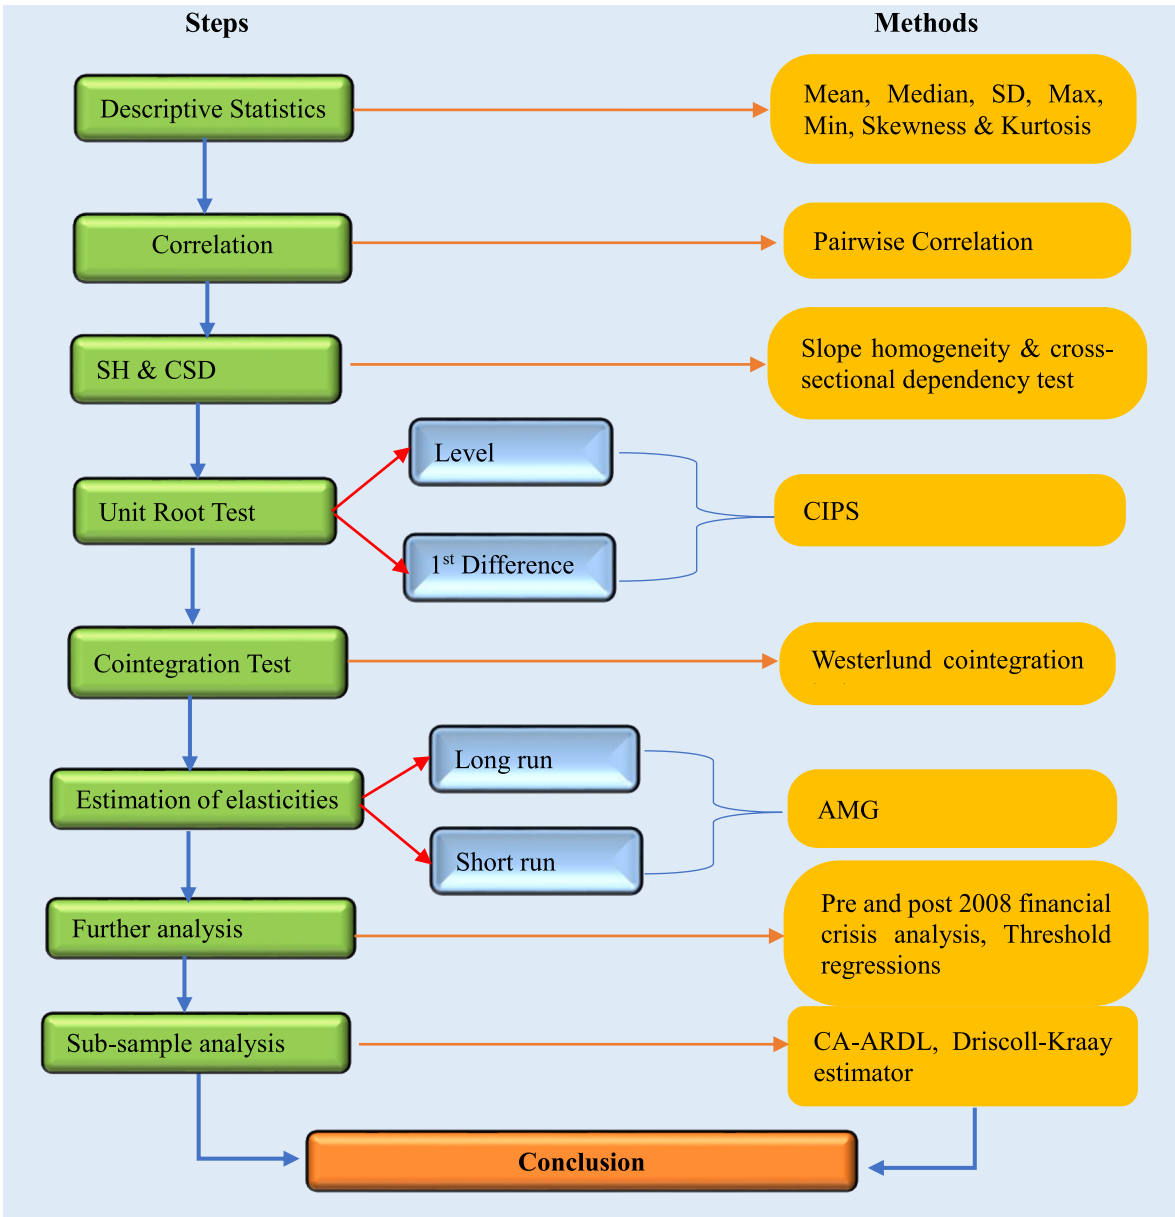 Steps
Methods
Descriptive Statistics
Mean, Median, SD, Max,
Min, Skewness & Kurtosis
Correlation
Pairwise Correlation
SH & CSD
Slope homogeneity & cross-
sectional dependency test
Level
Unit Root Test
CIPS
1st Difference
Cointegration Test
Westerlund cointegration
Long run
Estimation of elasticities
AMG
Short run
Further analysis
Pre and post 2008 financial
crisis analysis, Threshold
regressions
Sub-sample analysis
CA-ARDL, Driscoll-Kraay
estimator
Conclusion